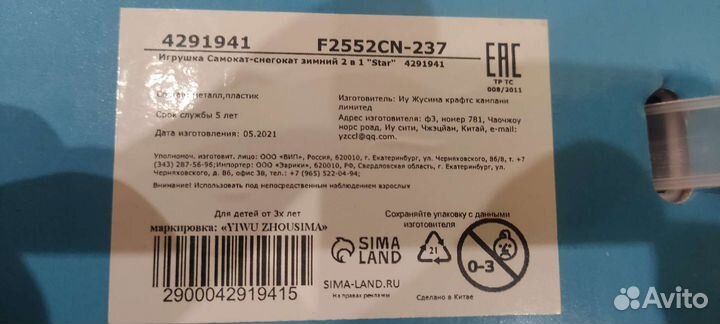 4291941 F2552CN-237
Игрушка Самокат-снегокат зимний 2 в 1 "Star" 4291941
EAC
ТР ТС
008/2011
Состав: металл,пластик
Срок службы 5 лет
Дата изготовления: 05.2021
Изготовитель: Иу Жусина крафтс кампани
лимитед
Адрес изготовителя: ф3, номер 781, Чаочжоу
норс роад, Иу сити, Чжэцзян, Китай, e-mail:
yzccl@qq.com
Уполномоч. изготовит. лицо: ООО «ВИП», Россия, 620010, г. Екатеринбург, ул. Черняховского, 86/8, т. +7
(343) 287-56-96;Импортер: ООО «Зарики», 620010, РФ, Свердловская область, г. Екатеринбург, ул.
Черняховского, д. 86, офис 38, тел.: +7 (965) 522-04-94;
Внимание! Использовать под непосредственным наблюдением взрослых
Для детей от 3х лет
маркировка: «YIWU ZHOUSIMA»
2900042919415
SIMA
LAND
SIMA-LAND.RU
На правах рекламы
Сохраняйте упаковку с данными
изготовителя
21
0-3
Сделано в Китае
Avito